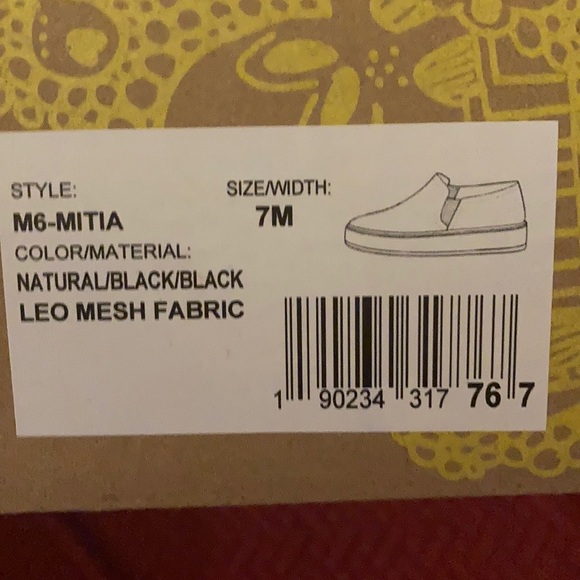 STYLE:
M6-MITIA
SIZE/WIDTH:
7M
COLOR/MATERIAL:
NATURAL/BLACK/BLACK
LEO MESH FABRIC
1 90234 317 76 7